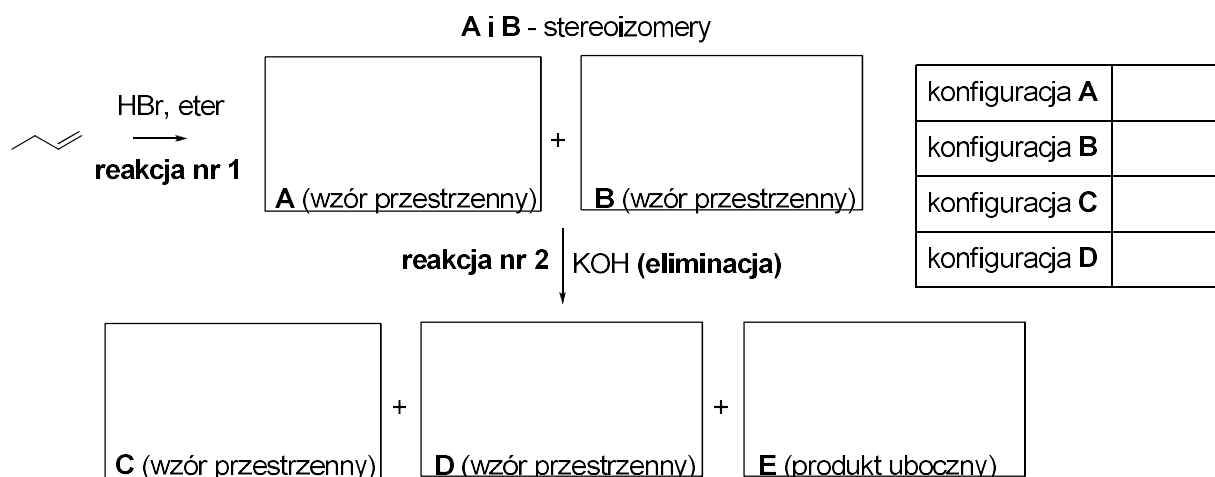 A i B - stereoizomery
HBr, eter
reakcja nr 1
+
A (wzór przestrzenny)
B (wzór przestrzenny)
konfiguracja A
konfiguracja B
konfiguracja C
konfiguracja D
reakcja nr 2
KOH (eliminacja)
+
+
C (wzór przestrzenny)
D (wzór przestrzenny)
E (produkt uboczny)